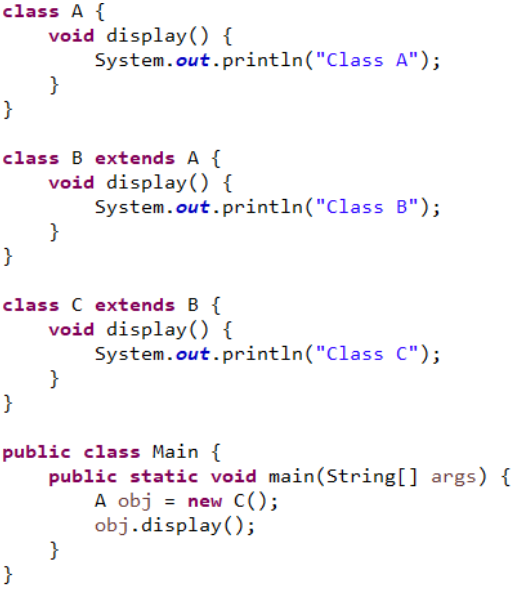 class A {
    void display() {
        System.out.println("Class A");
    }
}

class B extends A {
    void display() {
        System.out.println("Class B");
    }
}

class C extends B {
    void display() {
        System.out.println("Class C");
    }
}

public class Main {
    public static void main(String[] args) {
        A obj = new C();
        obj.display();
    }
}